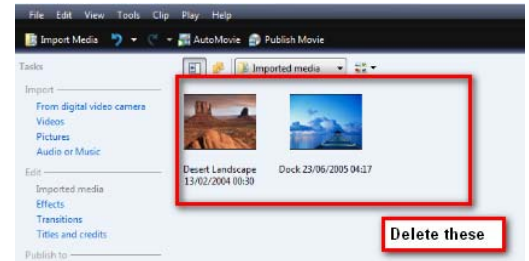 File Edit View Tools Clip Play Help
Import Media AutoMovie Publish Movie
Tasks
Imported media
Import
From digital video camera
Videos
Pictures
Audio or Music
Edit
Imported media
Effects
Transitions
Titles and credits
Publish to
Desert Landscape
13/02/2004 00:30
Dock 23/06/2005 04:17
Delete these